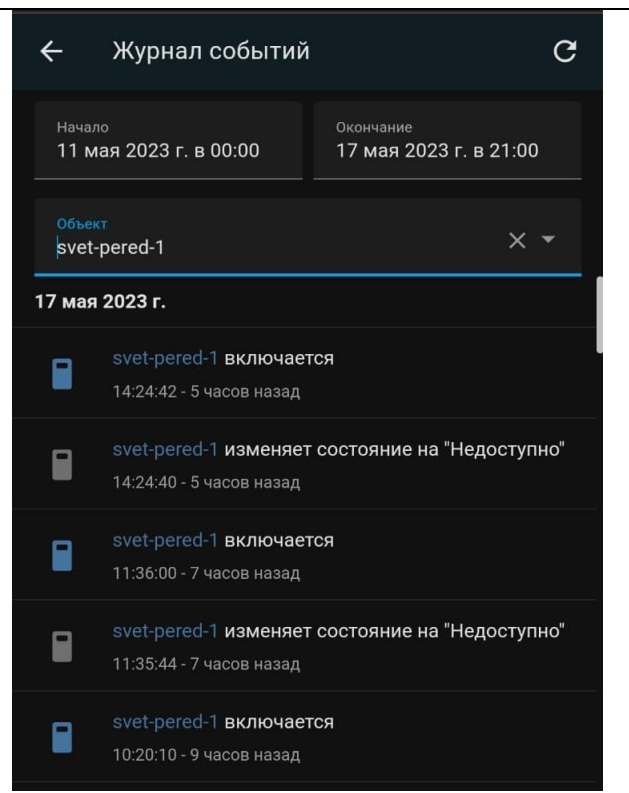 Журнал событий
Начало
11 мая 2023 г. в 00:00
Окончание
17 мая 2023 г. в 21:00
Объект
svet-pered-1
17 мая 2023 г.
svet-pered-1 включается
14:24:42 - 5 часов назад
svet-pered-1 изменяет состояние на "Недоступно"
14:24:40 - 5 часов назад
svet-pered-1 включается
11:36:00 - 7 часов назад
svet-pered-1 изменяет состояние на "Недоступно"
11:35:44 - 7 часов назад
svet-pered-1 включается
10:20:10 - 9 часов назад